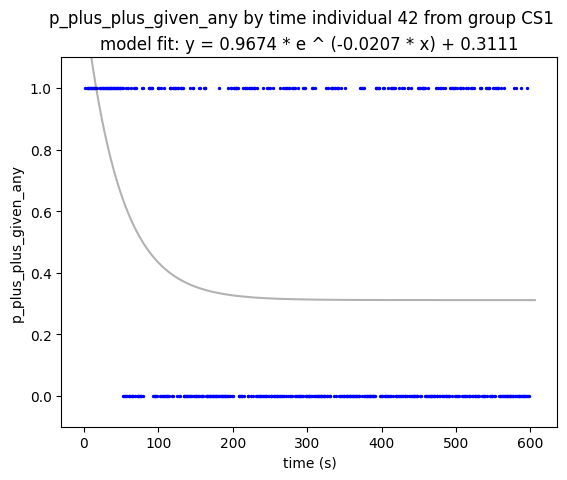 p_plus_plus_given_any by time individual 42 from group CS1
model fit: y = 0.9674 * e ^ (-0.0207 * x) + 0.3111
p_plus_plus_given_any
1.0
0.8
0.6
0.4
0.2
0.0
0 100 200 300 400 500 600
time (s)